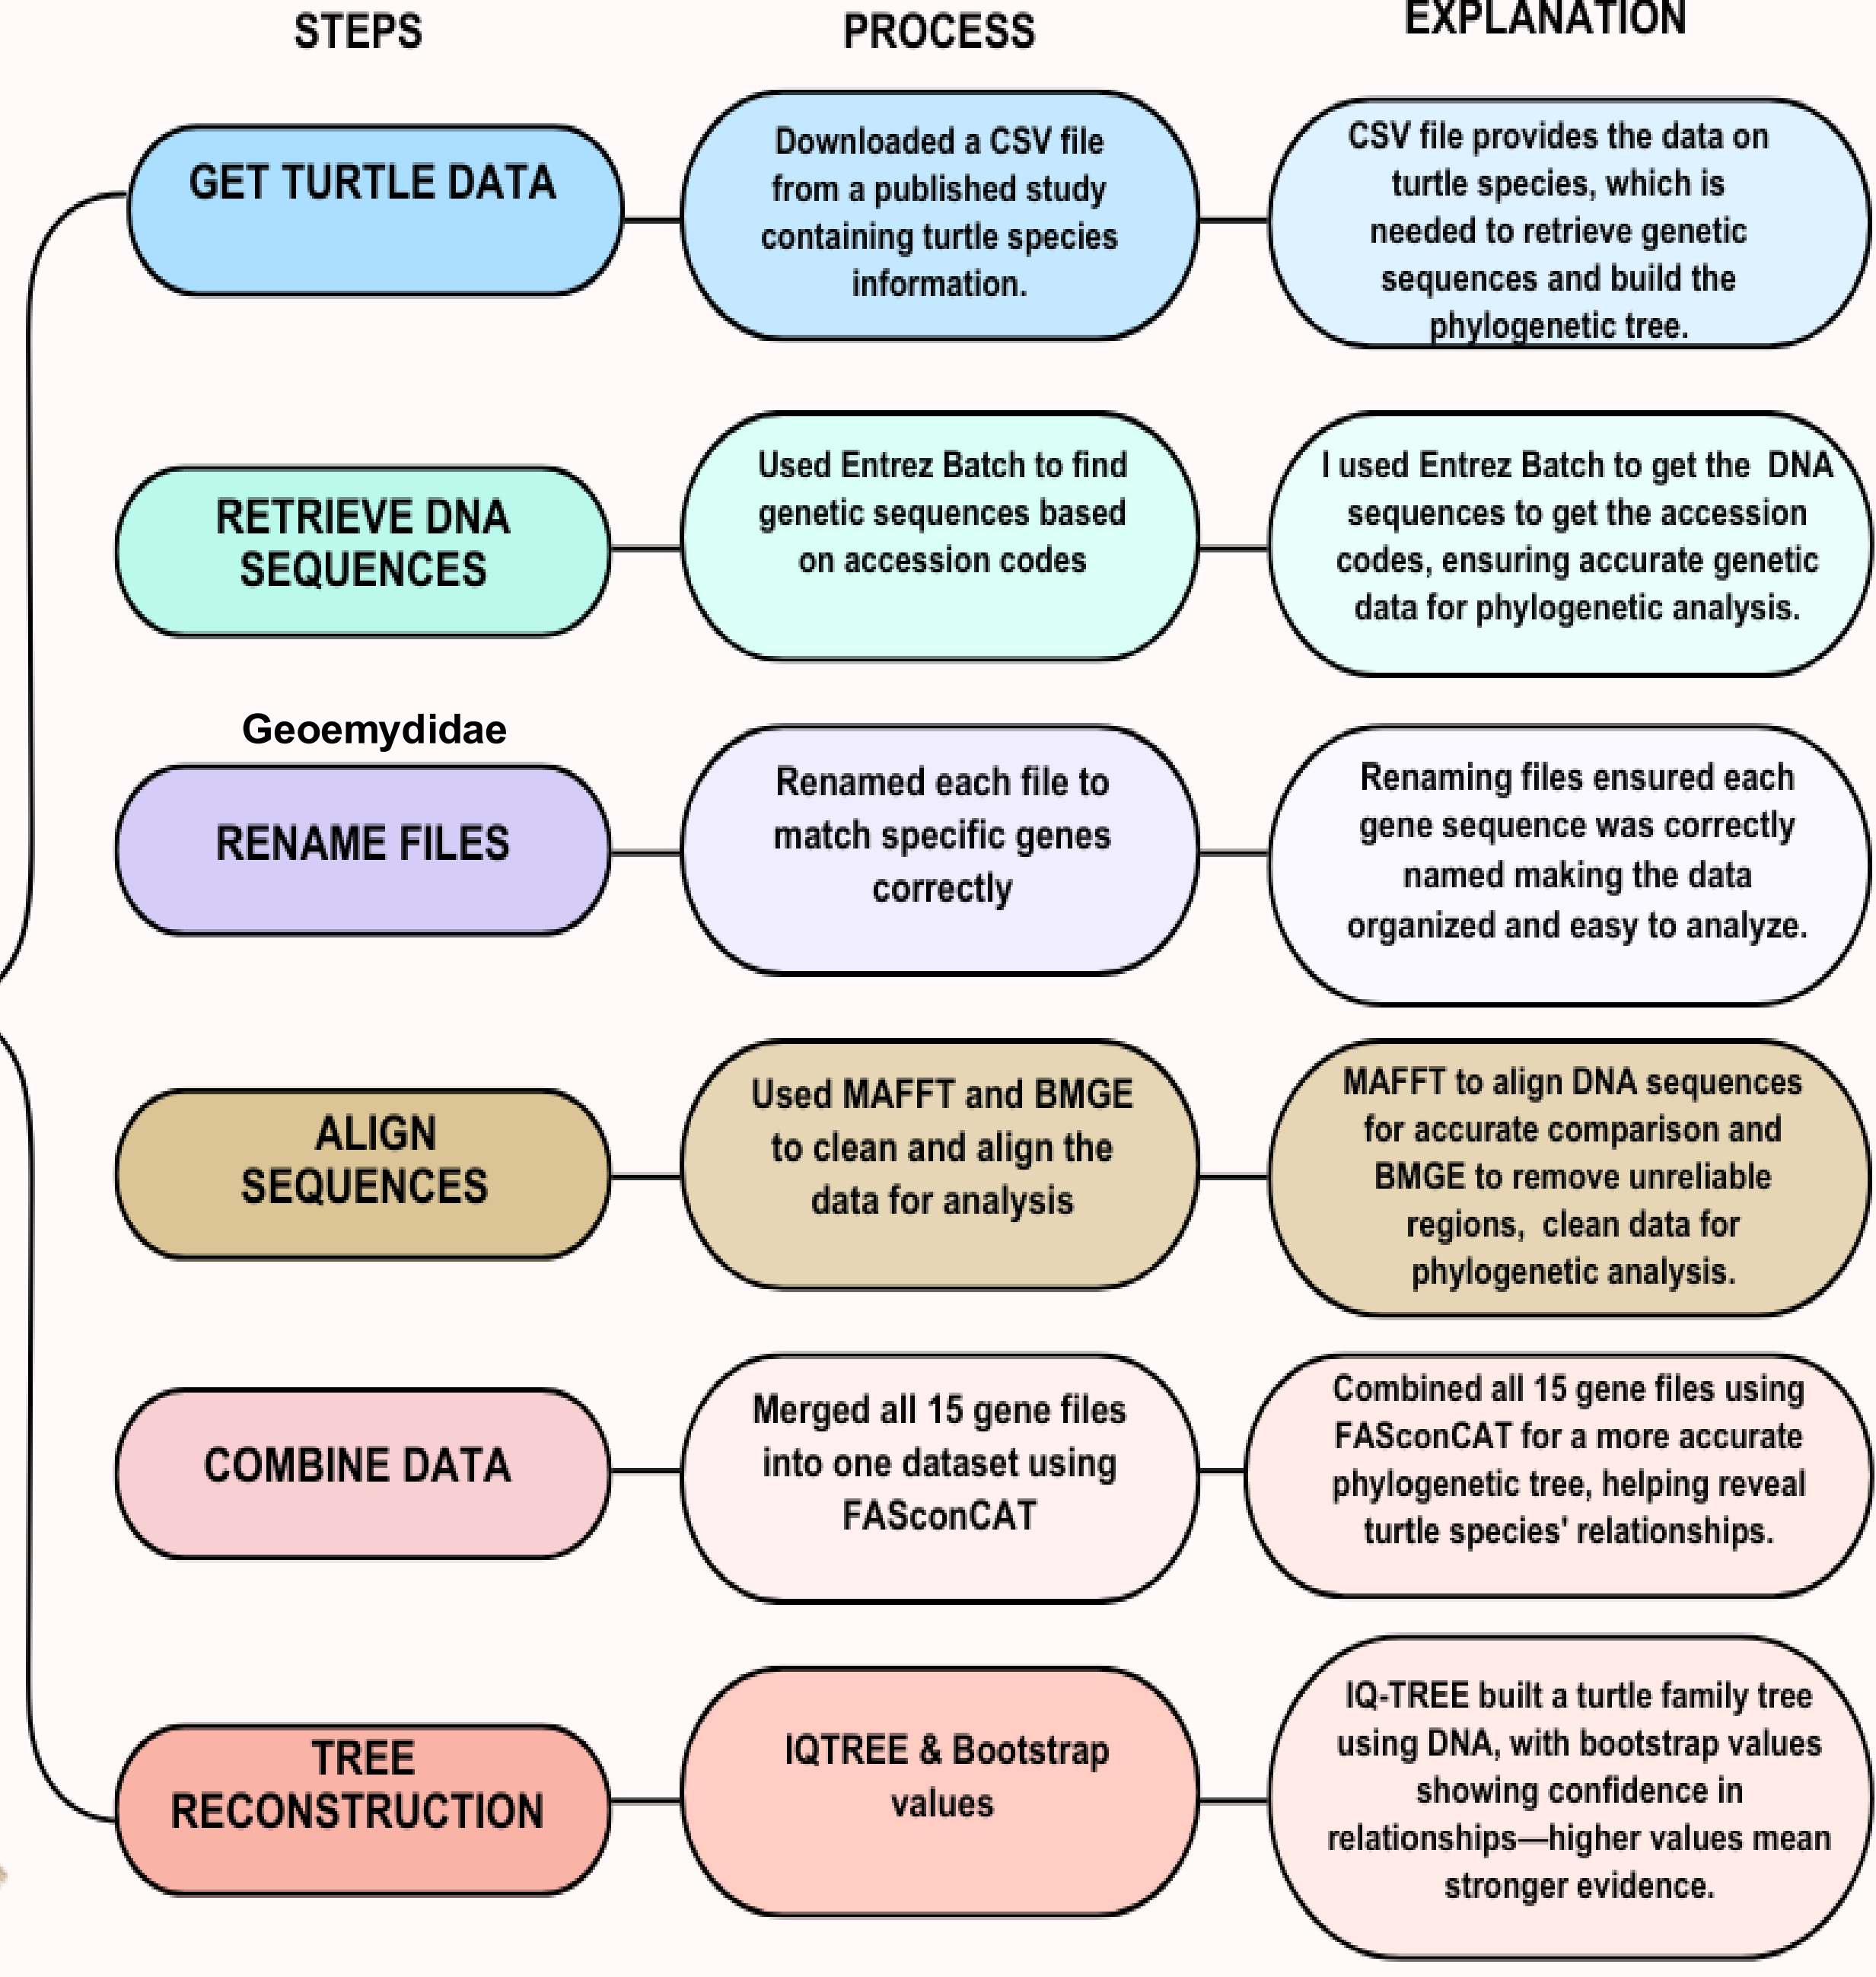 STEPS
PROCESS
EXPLANATION
GET TURTLE DATA
Downloaded a CSV file
from a published study
containing turtle species
information.
CSV file provides the data on
turtle species, which is
needed to retrieve genetic
sequences and build the
phylogenetic tree.
RETRIEVE DNA
SEQUENCES
Used Entrez Batch to find
genetic sequences based
on accession codes
I used Entrez Batch to get the  DNA
sequences to get the accession
codes, ensuring accurate genetic
data for phylogenetic analysis.
Geoemydidae
RENAME FILES
Renamed each file to
match specific genes
correctly
Renaming files ensured each
gene sequence was correctly
named making the data
organized and easy to analyze.
ALIGN
SEQUENCES
Used MAFFT and BMGE
to clean and align the
data for analysis
MAFFT to align DNA sequences
for accurate comparison and
BMGE to remove unreliable
regions,  clean data for
phylogenetic analysis.
COMBINE DATA
Merged all 15 gene files
into one dataset using
FASconCAT
Combined all 15 gene files using
FASconCAT for a more accurate
phylogenetic tree, helping reveal
turtle species' relationships.
TREE
RECONSTRUCTION
IQTREE & Bootstrap
values
IQ-TREE built a turtle family tree
using DNA, with bootstrap values
showing confidence in
relationships—higher values mean
stronger evidence.